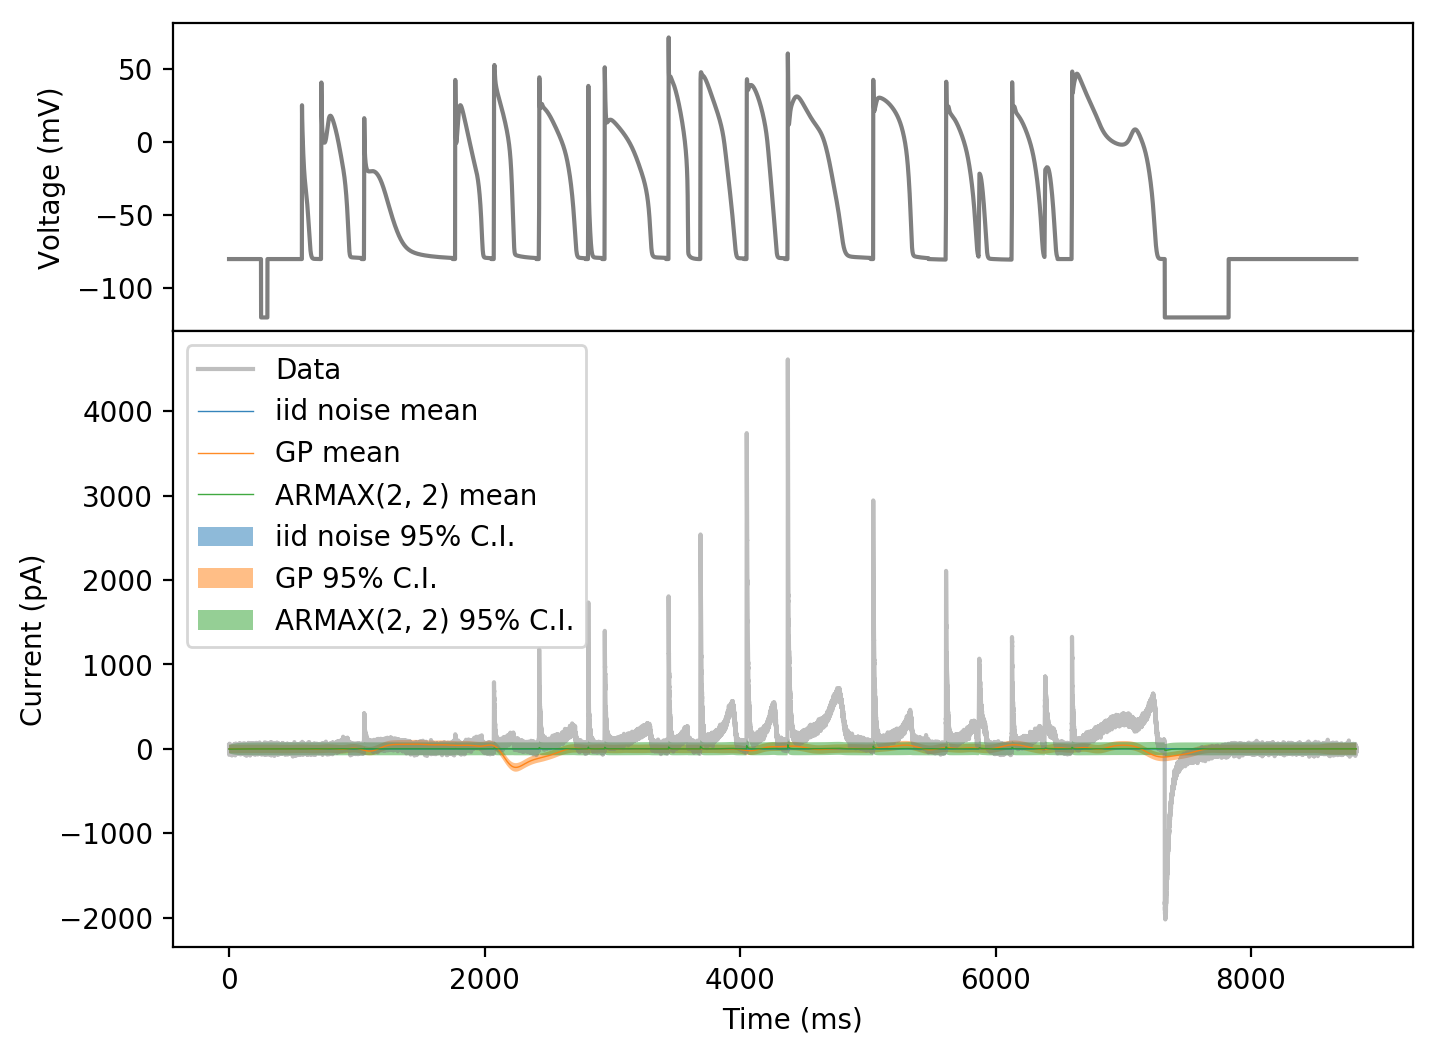 50
0
−50
−100
Voltage (mV)
Data
iid noise mean
GP mean
ARMAX(2, 2) mean
iid noise 95% C.I.
GP 95% C.I.
ARMAX(2, 2) 95% C.I.
4000
3000
2000
1000
0
−1000
−2000
Current (pA)
0 2000 4000 6000 8000
Time (ms)